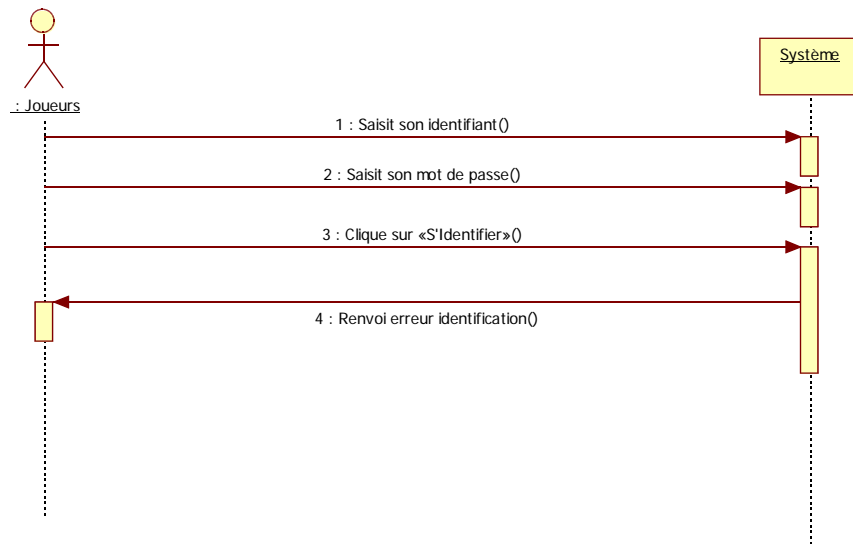 Système
_: Joueurs
1 : Saisit son identifiant()
2 : Saisit son mot de passe()
3 : Clique sur «S'Identifier»()
4 : Renvoi erreur identification()